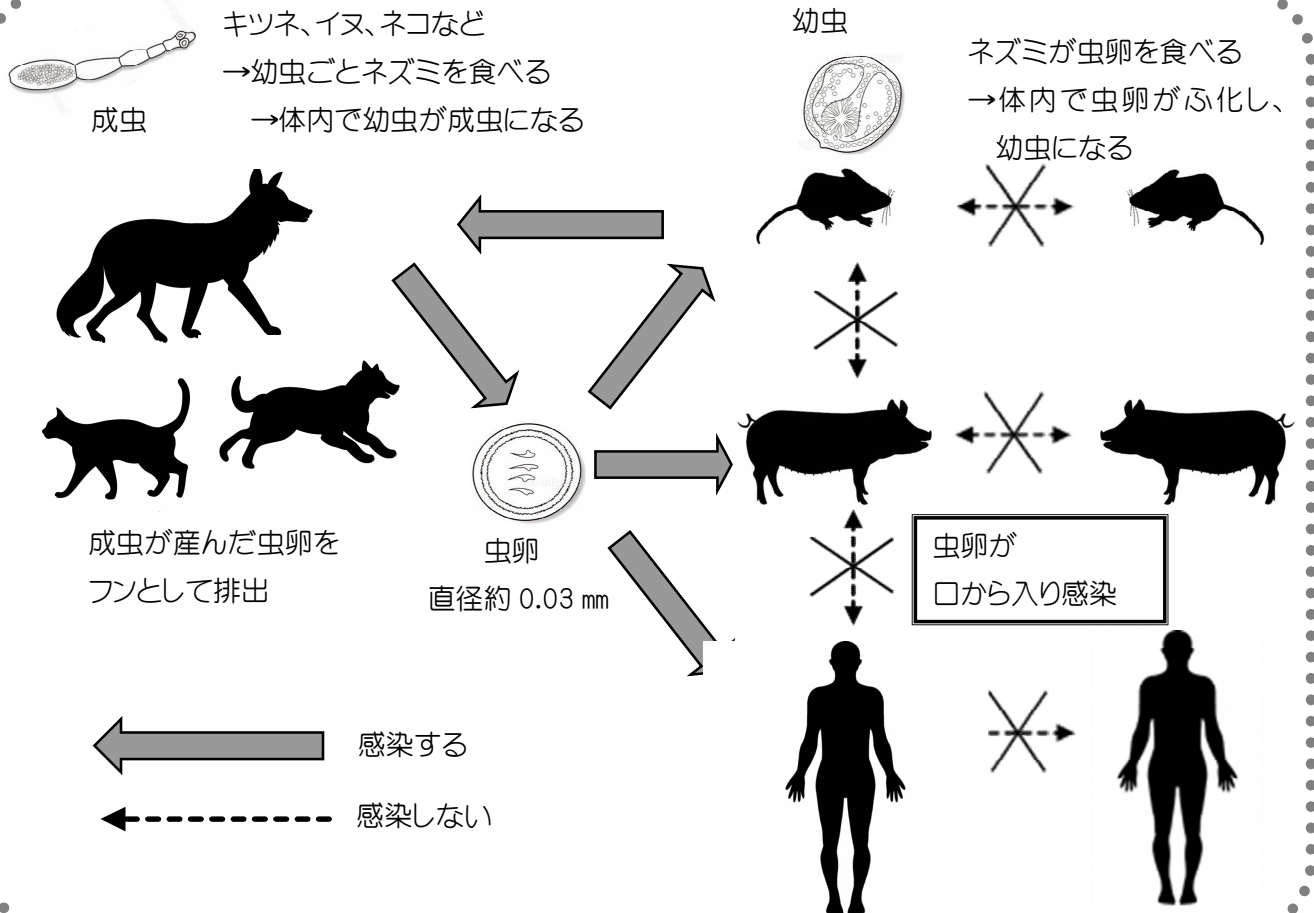 キツネ、イヌ、ネコなど
→幼虫ごとネズミを食べる
→体内で幼虫が成虫になる
成虫
幼虫
ネズミが虫卵を食べる
→体内で虫卵がふ化し、
幼虫になる
成虫が産んだ虫卵を
フンとして排出
虫卵
直径約 0.03 ㎜
虫卵が
口から入り感染
感染する
感染しない